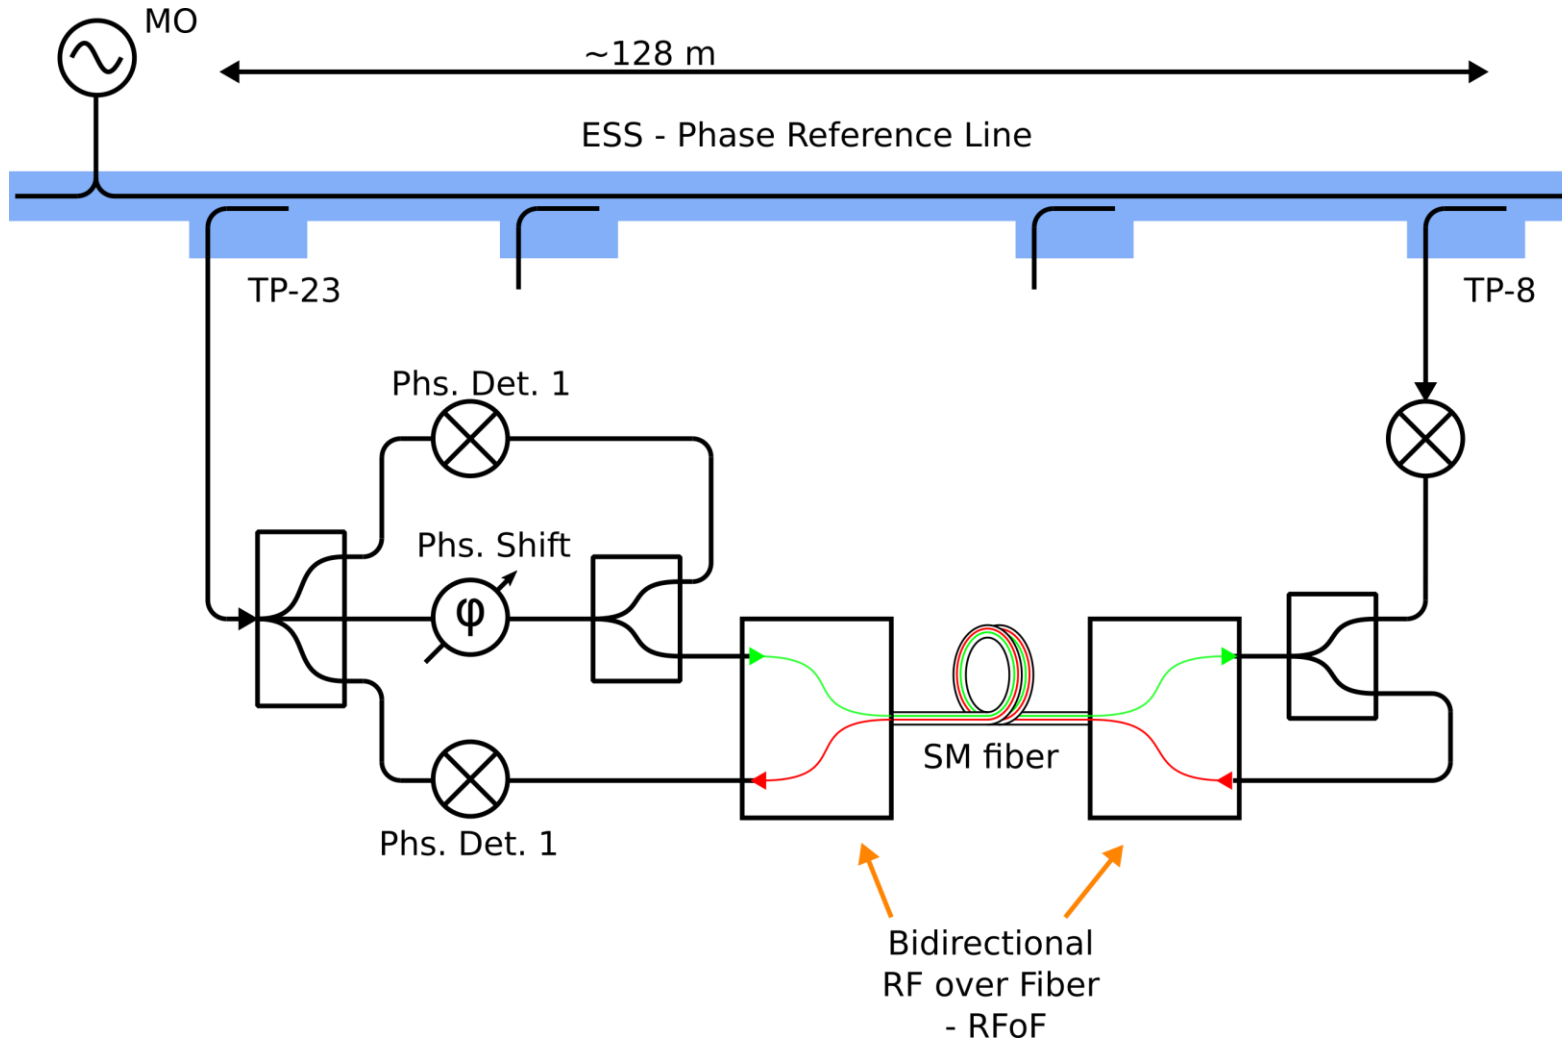 MO
~128 m
ESS - Phase Reference Line
TP-23
TP-8
Phs. Det. 1
Phs. Shift
φ
SM fiber
Phs. Det. 1
Bidirectional
RF over Fiber
- RFoF